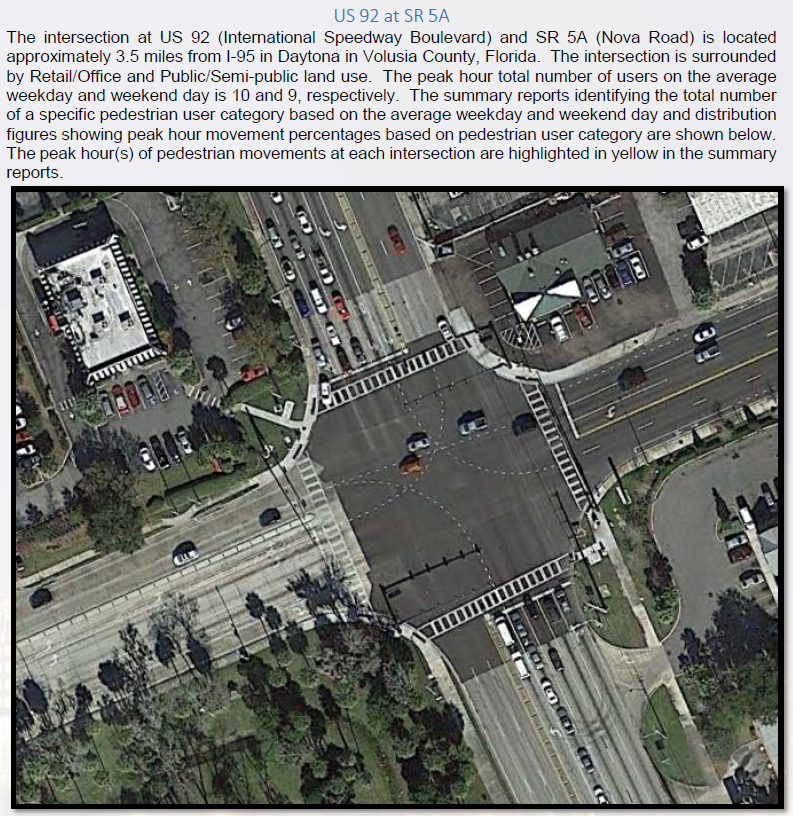 US 92 at SR 5A
The intersection at US 92 (International Speedway Boulevard) and SR 5A (Nova Road) is located
approximately 3.5 miles from I-95 in Daytona in Volusia County, Florida. The intersection is surrounded
by Retail/Office and Public/Semi-public land use. The peak hour total number of users on the average
weekday and weekend day is 10 and 9, respectively. The summary reports identifying the total number
of a specific pedestrian user category based on the average weekday and weekend day and distribution
figures showing peak hour movement percentages based on pedestrian user category are shown below.
The peak hour(s) of pedestrian movements at each intersection are highlighted in yellow in the summary
reports.